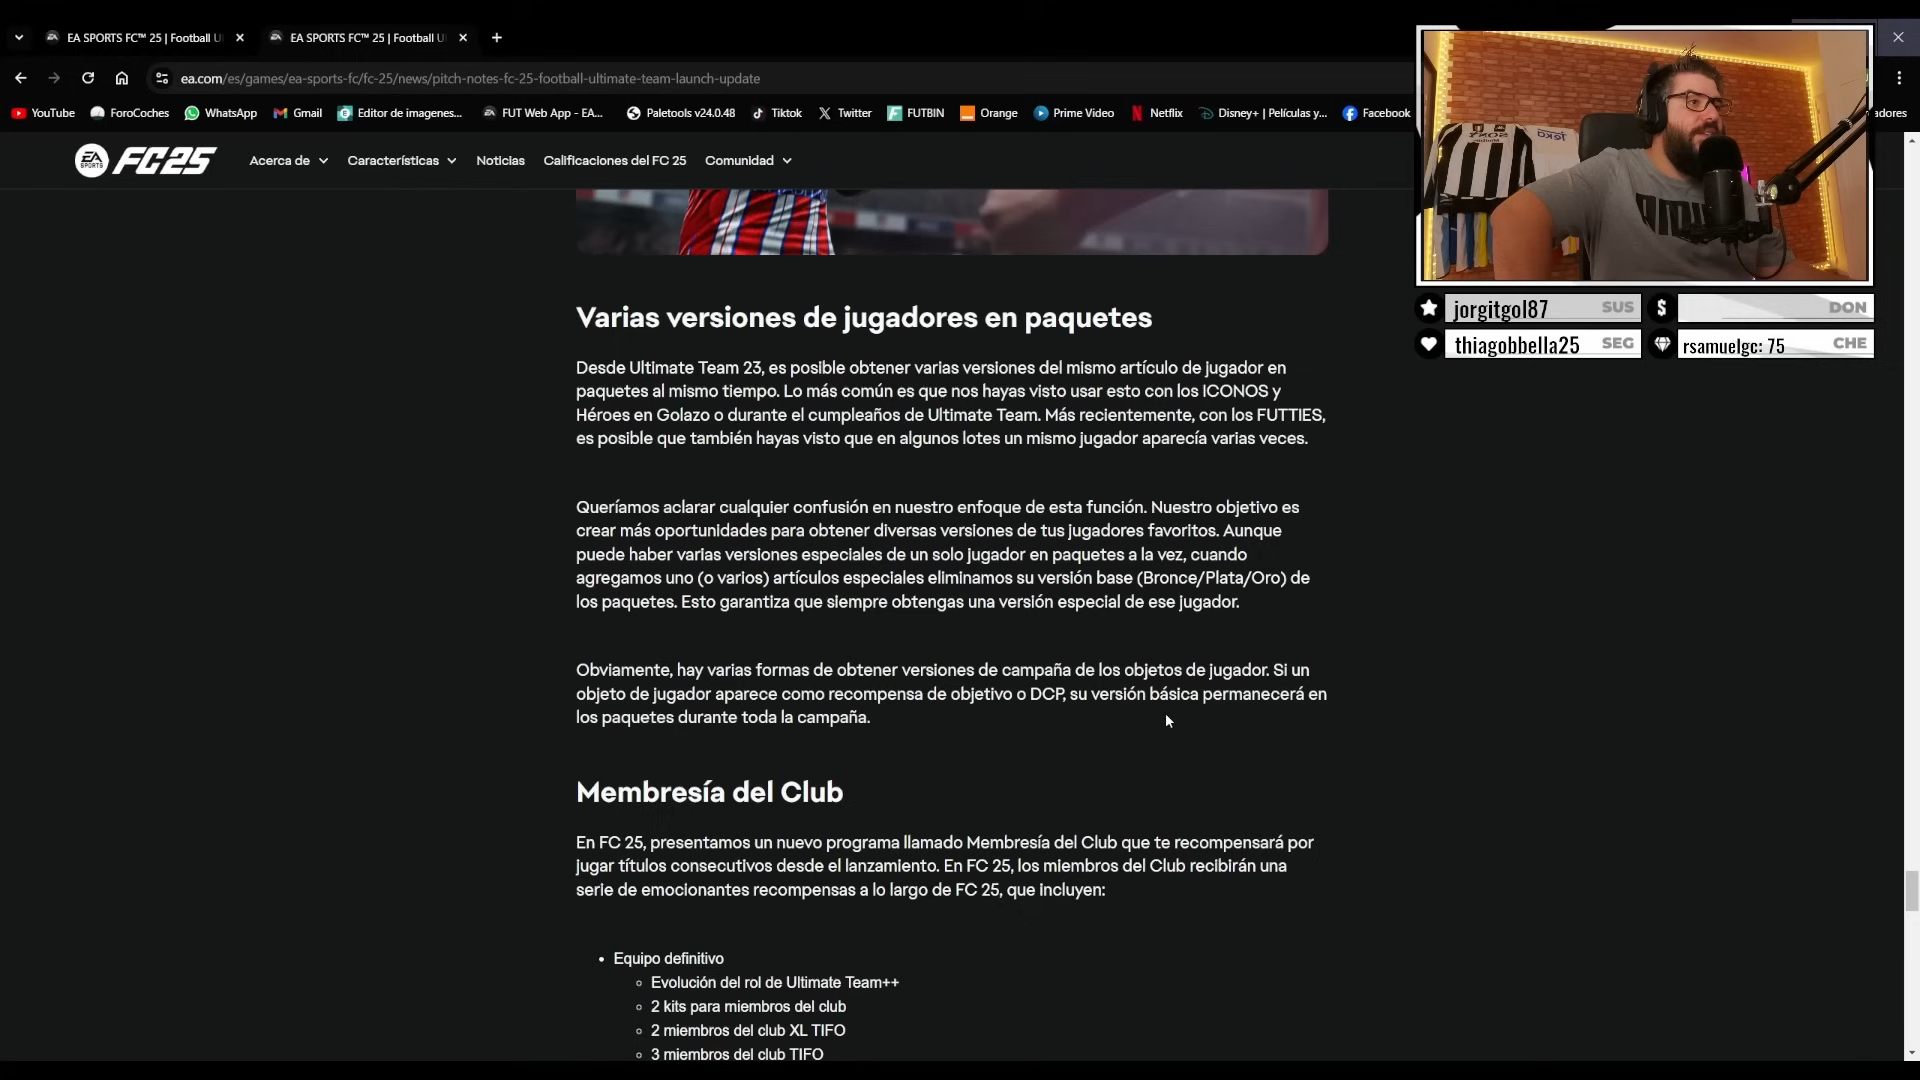 EA SPORTS FC™ 25 | Football U
EA SPORTS FC™ 25 | Football U
ea.com/es/games/ea-sports-fc/fc-25/news/pitch-notes-fc-25-football-ultimate-team-launch-update
YouTube
ForoCoches
WhatsApp
Gmail
Editor de imagenes...
FUT Web App - EA...
Paletools v24.0.48
Tiktok
Twitter
FUTBIN
Orange
Prime Video
Netflix
Disney+ | Películas y...
Facebook
adores
EA SPORTS FC25
Acerca de
Características
Noticias
Calificaciones del FC 25
Comunidad
jorgitgol87 SUS
DON
thiagobbella25 SEG
rsamuelgc: 75 CHE
Varias versiones de jugadores en paquetes
Desde Ultimate Team 23, es posible obtener varias versiones del mismo artículo de jugador en
paquetes al mismo tiempo. Lo más común es que nos hayas visto usar esto con los ICONOS y
Héroes en Golazo o durante el cumpleaños de Ultimate Team. Más recientemente, con los FUTTIES,
es posible que también hayas visto que en algunos lotes un mismo jugador aparecía varias veces.
Queríamos aclarar cualquier confusión en nuestro enfoque de esta función. Nuestro objetivo es
crear más oportunidades para obtener diversas versiones de tus jugadores favoritos. Aunque
puede haber varias versiones especiales de un solo jugador en paquetes a la vez, cuando
agregamos uno (o varios) artículos especiales eliminamos su versión base (Bronce/Plata/Oro) de
los paquetes. Esto garantiza que siempre obtengas una versión especial de ese jugador.
Obviamente, hay varias formas de obtener versiones de campaña de los objetos de jugador. Si un
objeto de jugador aparece como recompensa de objetivo o DCP, su versión básica permanecerá en
los paquetes durante toda la campaña.
Membresía del Club
En FC 25, presentamos un nuevo programa llamado Membresía del Club que te recompensará por
jugar títulos consecutivos desde el lanzamiento. En FC 25, los miembros del Club recibirán una
serie de emocionantes recompensas a lo largo de FC 25, que incluyen:
• Equipo definitivo
◦ Evolución del rol de Ultimate Team++
◦ 2 kits para miembros del club
◦ 2 miembros del club XL TIFO
◦ 3 miembros del club TIFO